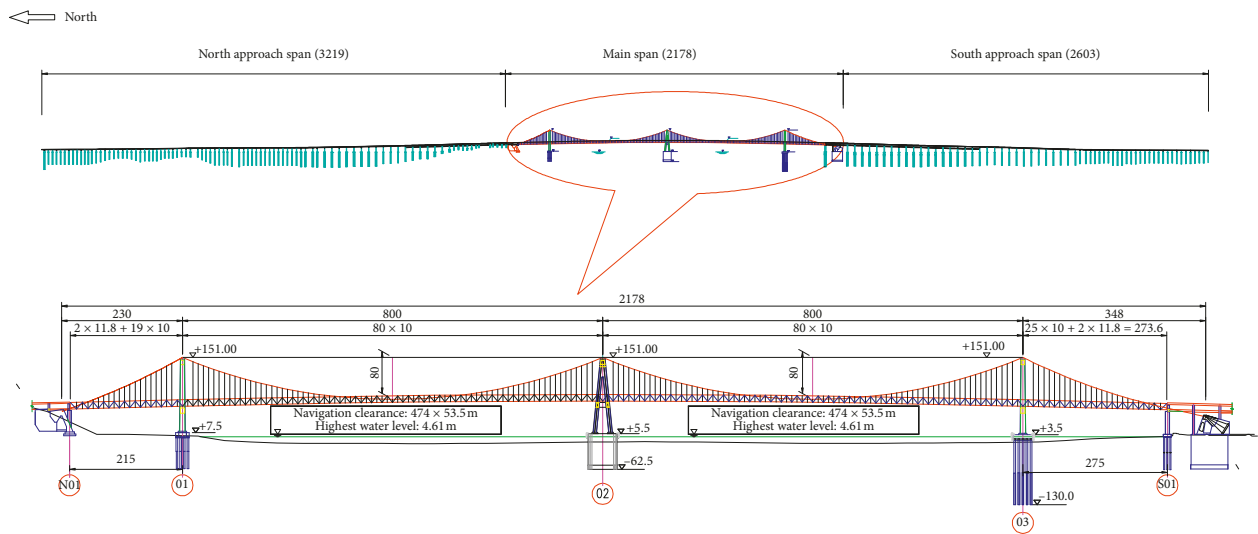 North
North approach span (3219)
Main span (2178)
South approach span (2603)
2178
230
800
800
348
2 × 11.8 + 19 × 10
80 × 10
80 × 10
25 × 10 + 2 × 11.8 = 273.6
+151.00
+151.00
+151.00
80
80
Navigation clearance: 474 × 53.5 m
Highest water level: 4.61 m
Navigation clearance: 474 × 53.5 m
Highest water level: 4.61 m
+7.5
+5.5
+3.5
215
–62.5
275
–130.0
N01
01
02
03
S01